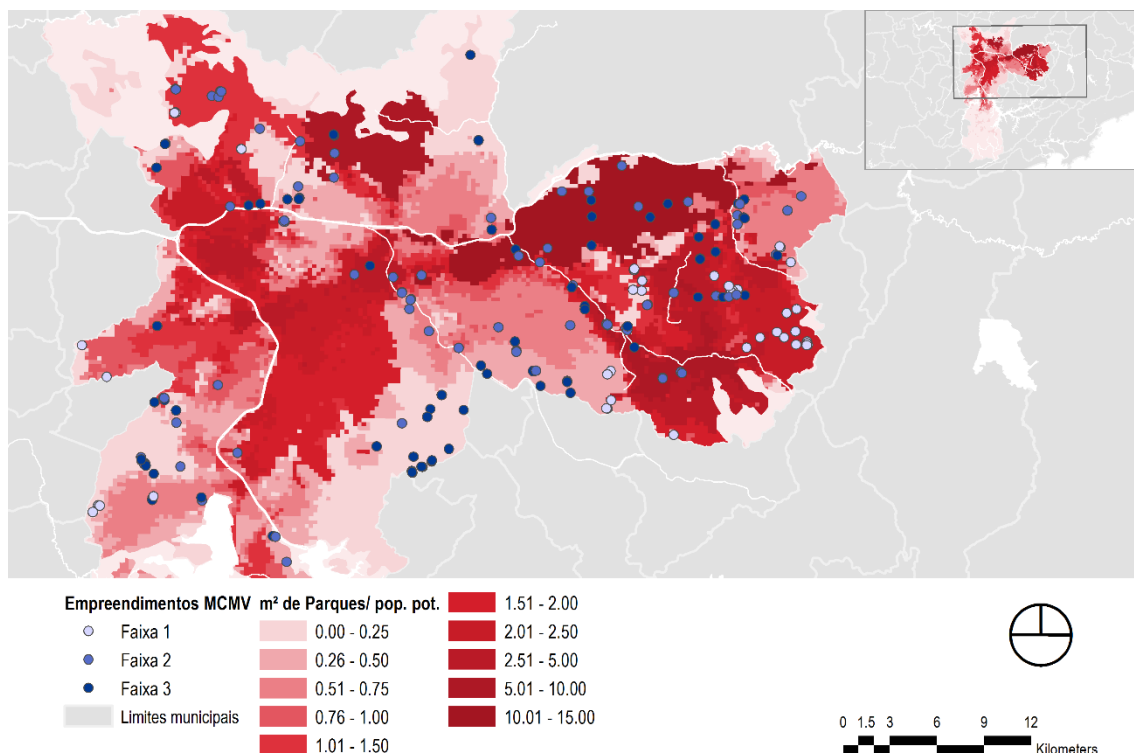 Empreendimentos MCMV
Faixa 1
Faixa 2
Faixa 3
Limites municipais
m² de Parques/ pop. pot.
0.00 - 0.25
0.26 - 0.50
0.51 - 0.75
0.76 - 1.00
1.01 - 1.50
1.51 - 2.00
2.01 - 2.50
2.51 - 5.00
5.01 - 10.00
10.01 - 15.00
0 1.5 3 6 9 12
Kilometers